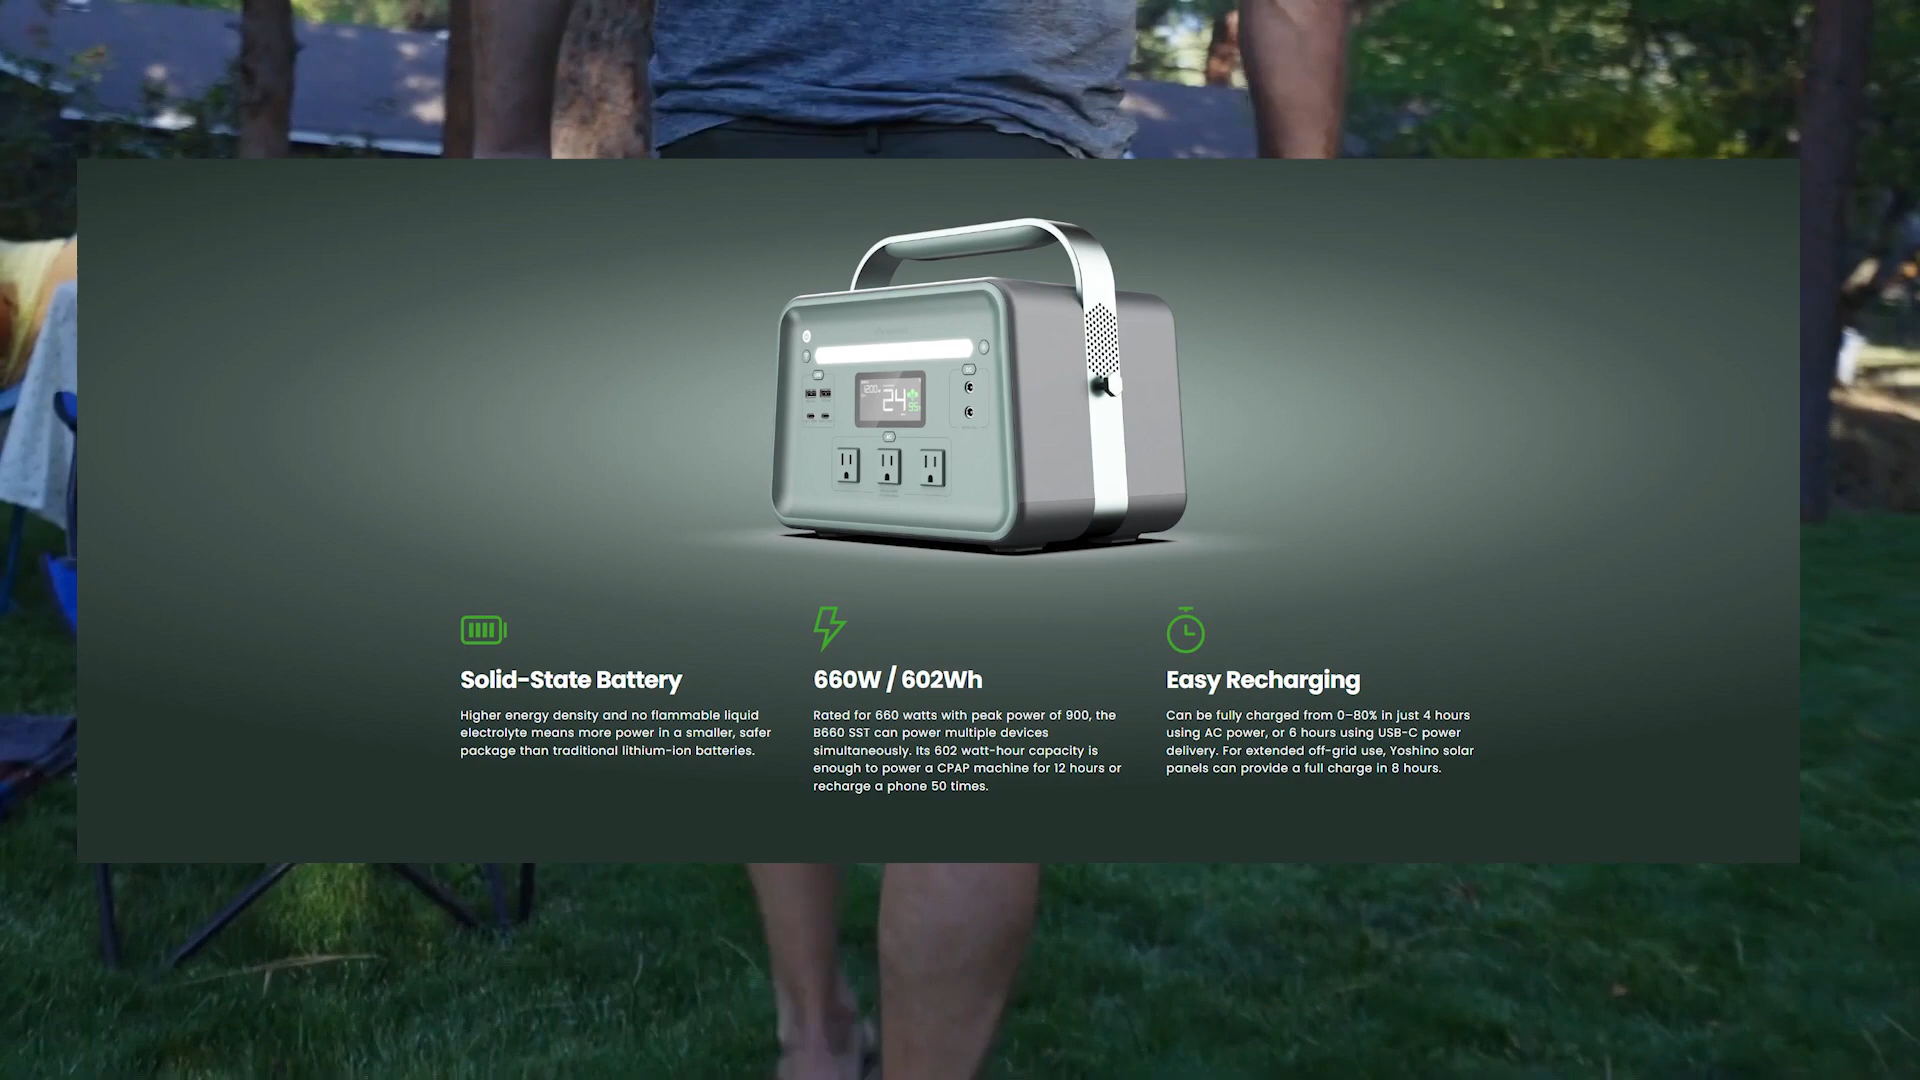 24
Solid-State Battery
Higher energy density and no flammable liquid
electrolyte means more power in a smaller, safer
package than traditional lithium-ion batteries.
660W / 602Wh
Rated for 660 watts with peak power of 900, the
B660 SST can power multiple devices
simultaneously. Its 602 watt-hour capacity is
enough to power a CPAP machine for 12 hours or
recharge a phone 50 times.
Easy Recharging
Can be fully charged from 0-80% in just 4 hours
using AC power, or 6 hours using USB-C power
delivery. For extended off-grid use, Yoshino solar
panels can provide a full charge in 8 hours.